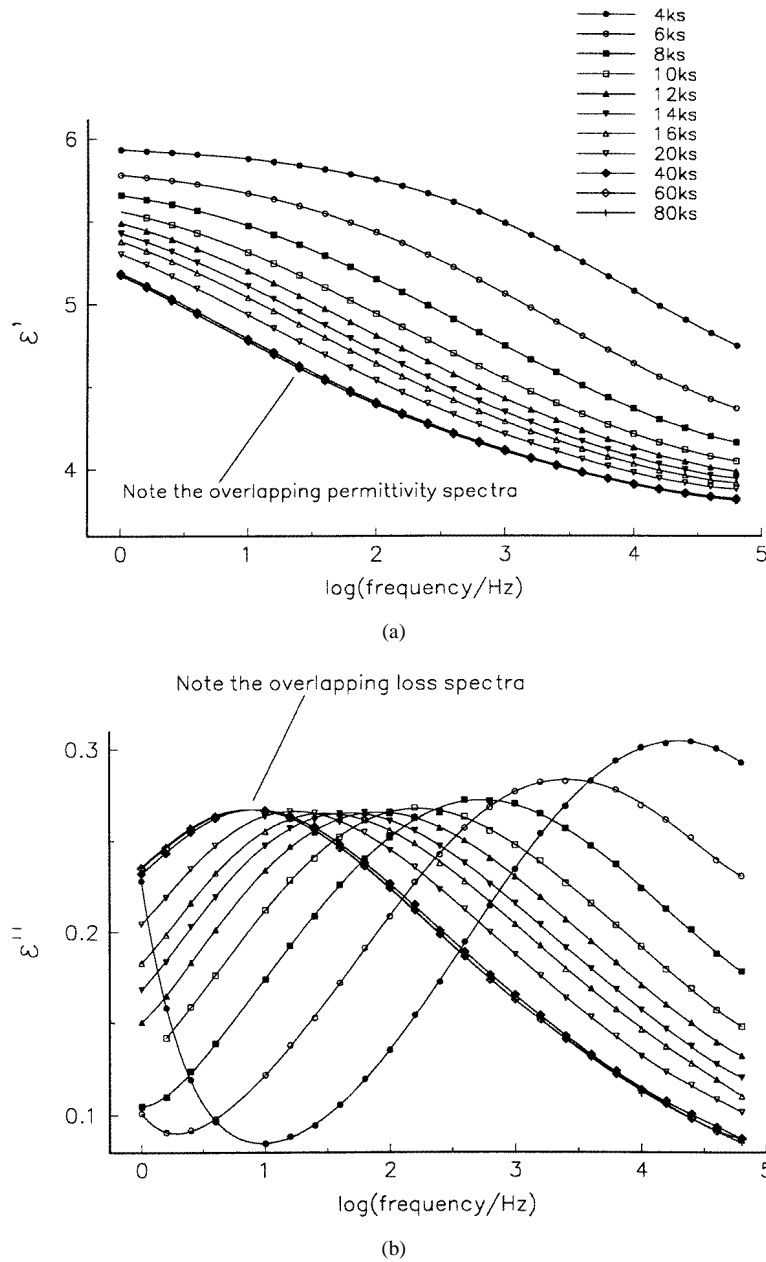 4ks
6ks
8ks
10ks
12ks
14ks
16ks
20ks
40ks
60ks
80ks
6
5
4
ε'
Note the overlapping permittivity spectra
0 1 2 3 4 5
log(frequency/Hz)
(a)
Note the overlapping loss spectra
0.3
0.2
0.1
ε''
0 1 2 3 4 5
log(frequency/Hz)
(b)